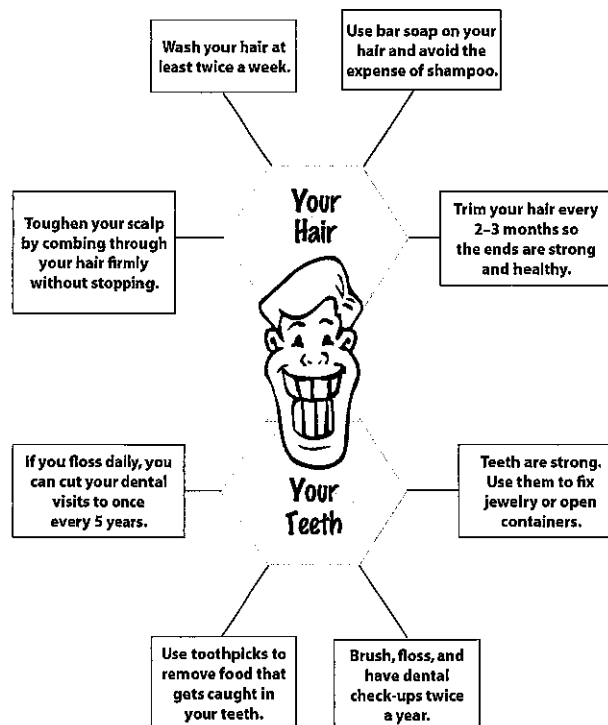 Wash your hair at
least twice a week.
Use bar soap on your
hair and avoid the
expense of shampoo.
Your
Hair
Toughen your scalp
by combing through
your hair firmly
without stopping.
Trim your hair every
2–3 months so
the ends are strong
and healthy.
If you floss daily, you
can cut your dental
visits to once
every 5 years.
Your
Teeth
Teeth are strong.
Use them to fix
jewelry or open
containers.
Use toothpicks to
remove food that
gets caught in
your teeth.
Brush, floss, and
have dental
check-ups twice
a year.